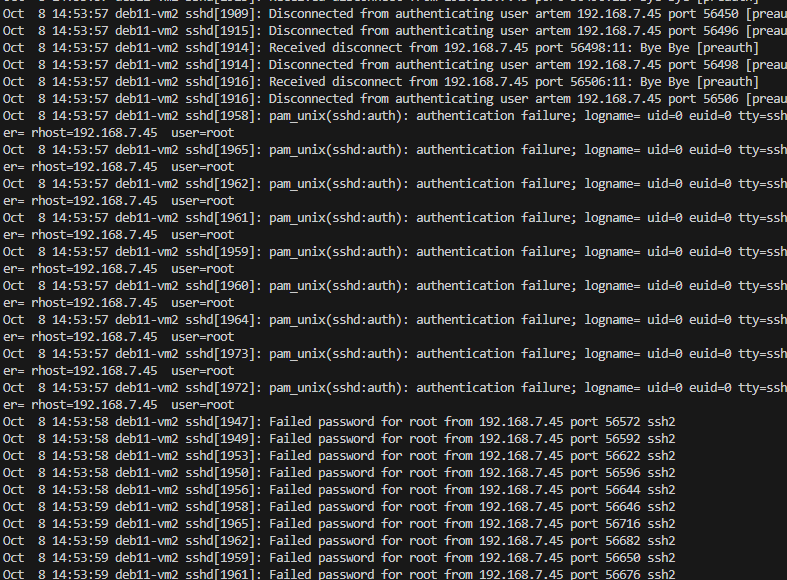 Oct  8 14:53:57 deb11-vm2 sshd[1909]: Disconnected from authenticating user artem 192.168.7.45 port 56450 [preau
Oct  8 14:53:57 deb11-vm2 sshd[1915]: Disconnected from authenticating user artem 192.168.7.45 port 56496 [preau
Oct  8 14:53:57 deb11-vm2 sshd[1914]: Received disconnect from 192.168.7.45 port 56498:11: Bye Bye [preauth]
Oct  8 14:53:57 deb11-vm2 sshd[1914]: Disconnected from authenticating user artem 192.168.7.45 port 56498 [preau
Oct  8 14:53:57 deb11-vm2 sshd[1916]: Received disconnect from 192.168.7.45 port 56506:11: Bye Bye [preauth]
Oct  8 14:53:57 deb11-vm2 sshd[1916]: Disconnected from authenticating user artem 192.168.7.45 port 56506 [preau
Oct  8 14:53:57 deb11-vm2 sshd[1958]: pam_unix(sshd:auth): authentication failure; logname= uid=0 euid=0 tty=ssh
er= rhost=192.168.7.45  user=root
Oct  8 14:53:57 deb11-vm2 sshd[1965]: pam_unix(sshd:auth): authentication failure; logname= uid=0 euid=0 tty=ssh
er= rhost=192.168.7.45  user=root
Oct  8 14:53:57 deb11-vm2 sshd[1962]: pam_unix(sshd:auth): authentication failure; logname= uid=0 euid=0 tty=ssh
er= rhost=192.168.7.45  user=root
Oct  8 14:53:57 deb11-vm2 sshd[1961]: pam_unix(sshd:auth): authentication failure; logname= uid=0 euid=0 tty=ssh
er= rhost=192.168.7.45  user=root
Oct  8 14:53:57 deb11-vm2 sshd[1959]: pam_unix(sshd:auth): authentication failure; logname= uid=0 euid=0 tty=ssh
er= rhost=192.168.7.45  user=root
Oct  8 14:53:57 deb11-vm2 sshd[1960]: pam_unix(sshd:auth): authentication failure; logname= uid=0 euid=0 tty=ssh
er= rhost=192.168.7.45  user=root
Oct  8 14:53:57 deb11-vm2 sshd[1964]: pam_unix(sshd:auth): authentication failure; logname= uid=0 euid=0 tty=ssh
er= rhost=192.168.7.45  user=root
Oct  8 14:53:57 deb11-vm2 sshd[1973]: pam_unix(sshd:auth): authentication failure; logname= uid=0 euid=0 tty=ssh
er= rhost=192.168.7.45  user=root
Oct  8 14:53:57 deb11-vm2 sshd[1972]: pam_unix(sshd:auth): authentication failure; logname= uid=0 euid=0 tty=ssh
er= rhost=192.168.7.45  user=root
Oct  8 14:53:58 deb11-vm2 sshd[1947]: Failed password for root from 192.168.7.45 port 56572 ssh2
Oct  8 14:53:58 deb11-vm2 sshd[1949]: Failed password for root from 192.168.7.45 port 56592 ssh2
Oct  8 14:53:58 deb11-vm2 sshd[1953]: Failed password for root from 192.168.7.45 port 56622 ssh2
Oct  8 14:53:58 deb11-vm2 sshd[1950]: Failed password for root from 192.168.7.45 port 56596 ssh2
Oct  8 14:53:58 deb11-vm2 sshd[1956]: Failed password for root from 192.168.7.45 port 56644 ssh2
Oct  8 14:53:59 deb11-vm2 sshd[1958]: Failed password for root from 192.168.7.45 port 56646 ssh2
Oct  8 14:53:59 deb11-vm2 sshd[1965]: Failed password for root from 192.168.7.45 port 56716 ssh2
Oct  8 14:53:59 deb11-vm2 sshd[1962]: Failed password for root from 192.168.7.45 port 56682 ssh2
Oct  8 14:53:59 deb11-vm2 sshd[1959]: Failed password for root from 192.168.7.45 port 56650 ssh2
Oct  8 14:53:59 deb11-vm2 sshd[1961]: Failed password for root from 192.168.7.45 port 56676 ssh2